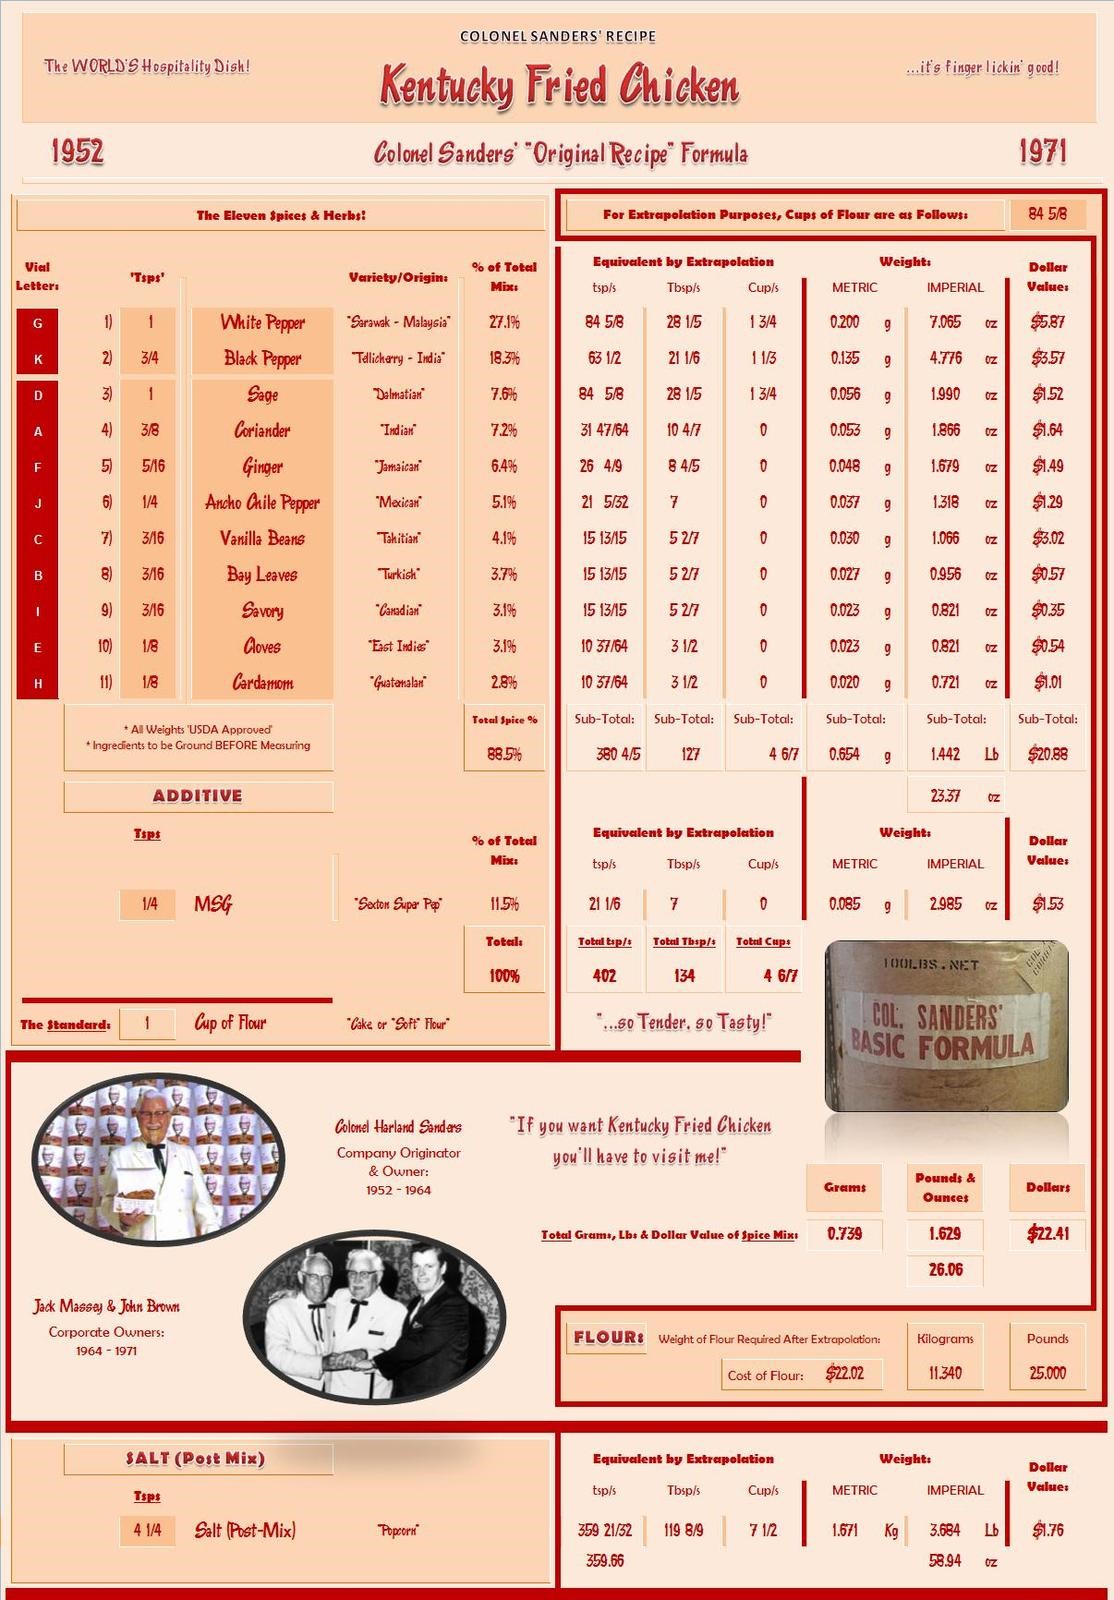 COLONEL SANDERS' RECIPE
The WORLD'S Hospitality Dish!
Kentucky Fried Chicken
...it's finger lickin' good!
1952 Colonel Sanders' "Original Recipe" Formula 1971
The Eleven Spices & Herbs!
For Extrapolation Purposes, Cups of Flour are as Follows: 84 5/8
Vial Letter: 'Tsps' Variety/Origin: % of Total Mix:
Equivalent by Extrapolation Weight: Dollar Value:
tsp/s Tbsp/s Cup/s METRIC IMPERIAL
G 1) 1 White Pepper "Sarawak - Malaysia" 27.1% 84 5/8 28 1/5 1 3/4 0.200 g 7.065 oz $5.87
K 2) 3/4 Black Pepper "Tellicherry - India" 18.3% 63 1/2 21 1/6 1 1/3 0.135 g 4.776 oz $3.57
D 3) 1 Sage "Dalmatian" 7.6% 84 5/8 28 1/5 1 3/4 0.056 g 1.990 oz $1.52
A 4) 3/8 Coriander "Indian" 7.2% 31 47/64 10 4/7 0 0.053 g 1.866 oz $1.64
F 5) 5/16 Ginger "Jamaican" 6.4% 26 4/9 8 4/5 0 0.048 g 1.679 oz $1.49
J 6) 1/4 Ancho Chile Pepper "Mexican" 5.1% 21 5/32 7 0 0.037 g 1.318 oz $1.29
C 7) 3/16 Vanilla Beans "Tahitian" 4.1% 15 13/15 5 2/7 0 0.030 g 1.066 oz $3.02
B 8) 3/16 Bay Leaves "Turkish" 3.7% 15 13/15 5 2/7 0 0.027 g 0.956 oz $0.57
I 9) 3/16 Savory "Canadian" 3.1% 15 13/15 5 2/7 0 0.023 g 0.821 oz $0.35
E 10) 1/8 Cloves "East Indies" 3.1% 10 37/64 3 1/2 0 0.023 g 0.821 oz $0.54
H 11) 1/8 Cardamom "Guatemalan" 2.8% 10 37/64 3 1/2 0 0.020 g 0.721 oz $1.01
* All Weights 'USDA Approved'
* Ingredients to be Ground BEFORE Measuring
Total Spice %
88.5%
Sub-Total: Sub-Total: Sub-Total: Sub-Total: Sub-Total: Sub-Total:
380 4/5 127 4 6/7 0.654 g 1.442 Lb $20.88
23.37 oz
ADDITIVE
Tsps % of Total Mix:
Equivalent by Extrapolation Weight: Dollar Value:
tsp/s Tbsp/s Cup/s METRIC IMPERIAL
1/4 MSG "Sexton Super Pep" 11.5% 21 1/6 7 0 0.085 g 2.985 oz $1.53
Total: Total tsp/s Total Tbsp/s Total Cups
100% 402 134 4 6/7
The Standard: 1 Cup of Flour "Cake, or "Soft" Flour"
"...so Tender, so Tasty!"
100LBS.NET
COL. SANDERS'
BASIC FORMULA
Colonel Harland Sanders
Company Originator
& Owner:
1952 - 1964
"If you want Kentucky Fried Chicken
you'll have to visit me!"
Grams Pounds & Ounces Dollars
Total Grams, Lbs & Dollar Value of Spice Mix: 0.739 1.629 $22.41
26.06
Jack Massey & John Brown
Corporate Owners:
1964 - 1971
FLOUR: Weight of Flour Required After Extrapolation: Kilograms Pounds
Cost of Flour: $22.02 11.340 25.000
SALT (Post Mix)
Equivalent by Extrapolation Weight: Dollar Value:
Tsps tsp/s Tbsp/s Cup/s METRIC IMPERIAL
4 1/4 Salt (Post-Mix) "Popcorn" 359 21/32 119 8/9 7 1/2 1.671 Kg 3.684 Lb $1.76
359.66 58.94 oz